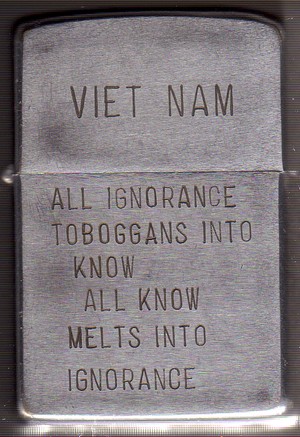 VIET NAM
ALL IGNORANCE
TOBOGGANS INTO
KNOW
ALL KNOW
MELTS INTO
IGNORANCE